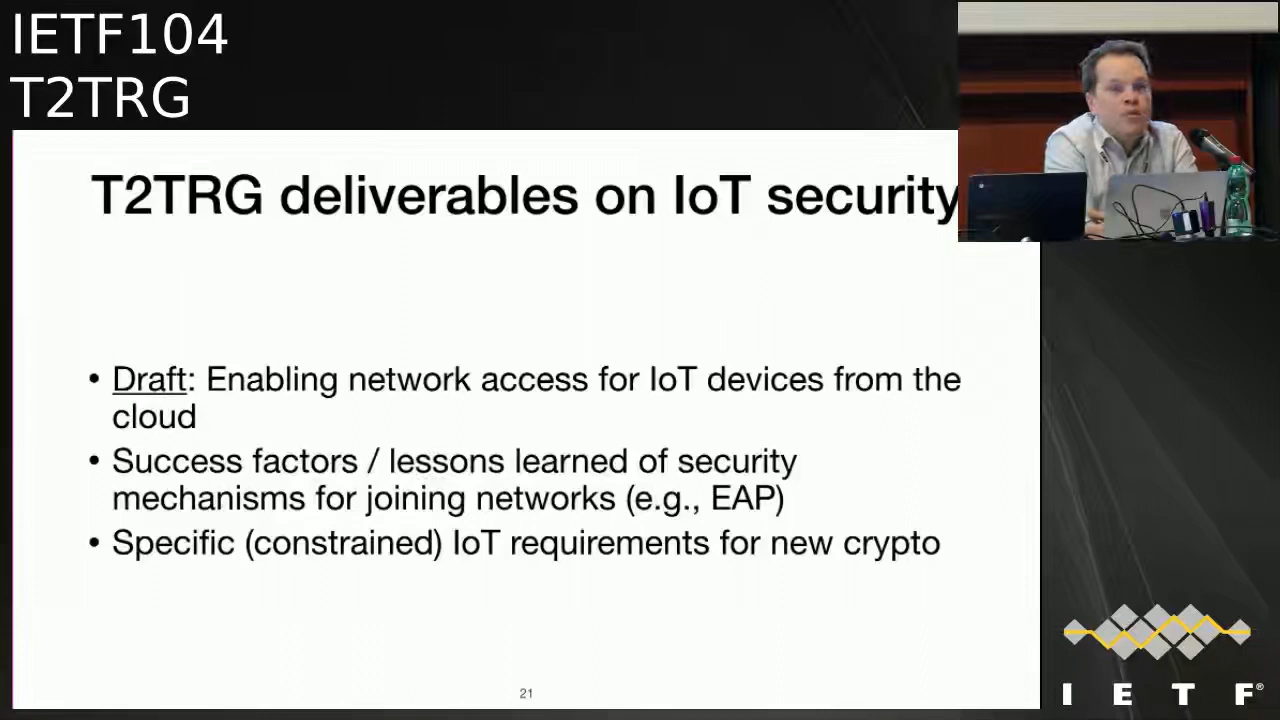 IETF104
T2TRG
T2TRG deliverables on IoT security
• Draft: Enabling network access for IoT devices from the
cloud
• Success factors / lessons learned of security
mechanisms for joining networks (e.g., EAP)
• Specific (constrained) IoT requirements for new crypto
21
I E T F®